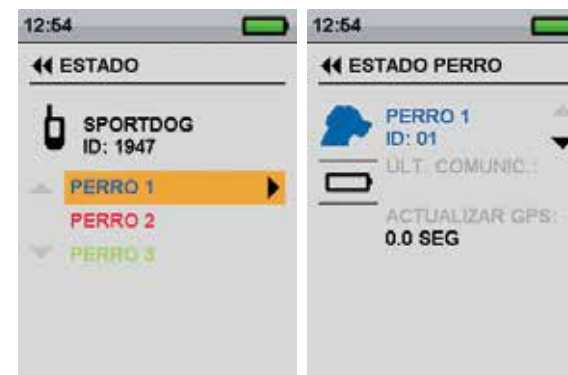 12:54
ESTADO
SPORTDOG
ID: 1947
PERRO 1
PERRO 2
PERRO 3
12:54
ESTADO PERRO
PERRO 1
ID: 01
ÚLT. COMUNIC.:
ACTUALIZAR GPS:
0.0 SEG